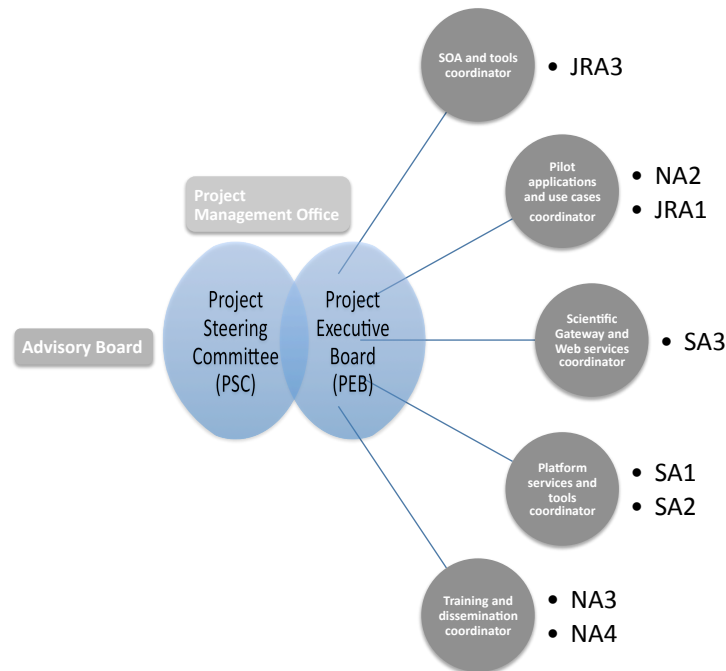 SOA and tools
coordinator
• JRA3
Pilot
applications
and use cases
coordinator
• NA2
• JRA1
Project
Management Office
Project
Steering
Committee
(PSC)
Project
Executive
Board
(PEB)
Advisory Board
Scientific
Gateway and
Web services
coordinator
• SA3
Platform
services and
tools
coordinator
• SA1
• SA2
Training and
dissemination
coordinator
• NA3
• NA4